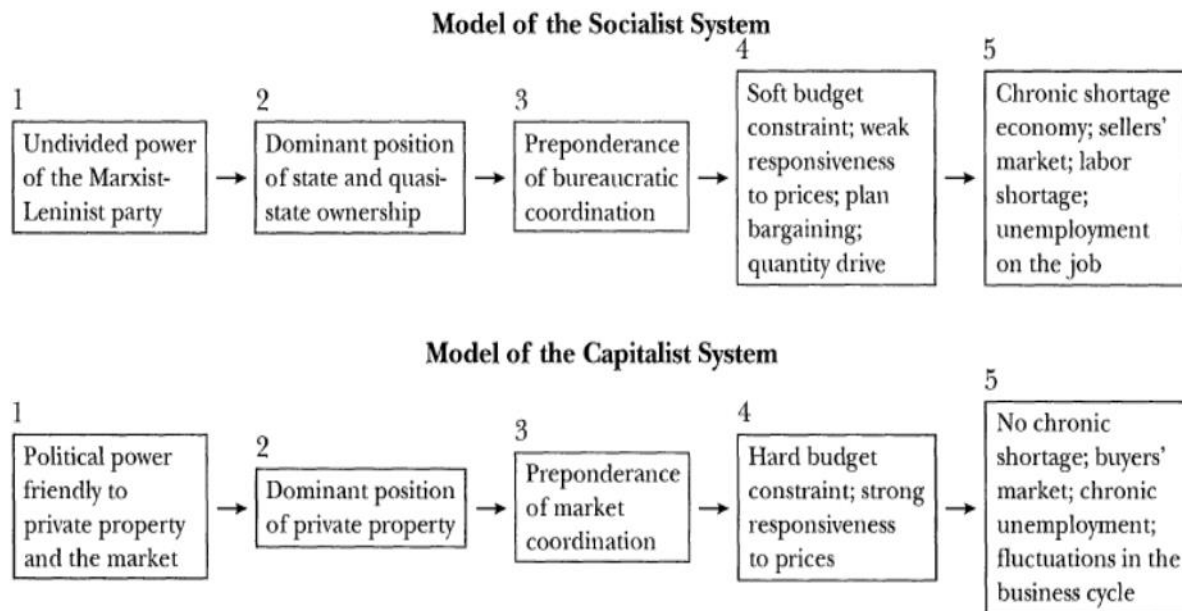 Model of the Socialist System
1
Undivided power
of the Marxist-
Leninist party
2
Dominant position
of state and quasi-
state ownership
3
Preponderance
of bureaucratic
coordination
4
Soft budget
constraint; weak
responsiveness
to prices; plan
bargaining;
quantity drive
5
Chronic shortage
economy; sellers'
market; labor
shortage;
unemployment
on the job
Model of the Capitalist System
1
Political power
friendly to
private property
and the market
2
Dominant position
of private property
3
Preponderance
of market
coordination
4
Hard budget
constraint; strong
responsiveness
to prices
5
No chronic
shortage; buyers'
market; chronic
unemployment;
fluctuations in the
business cycle